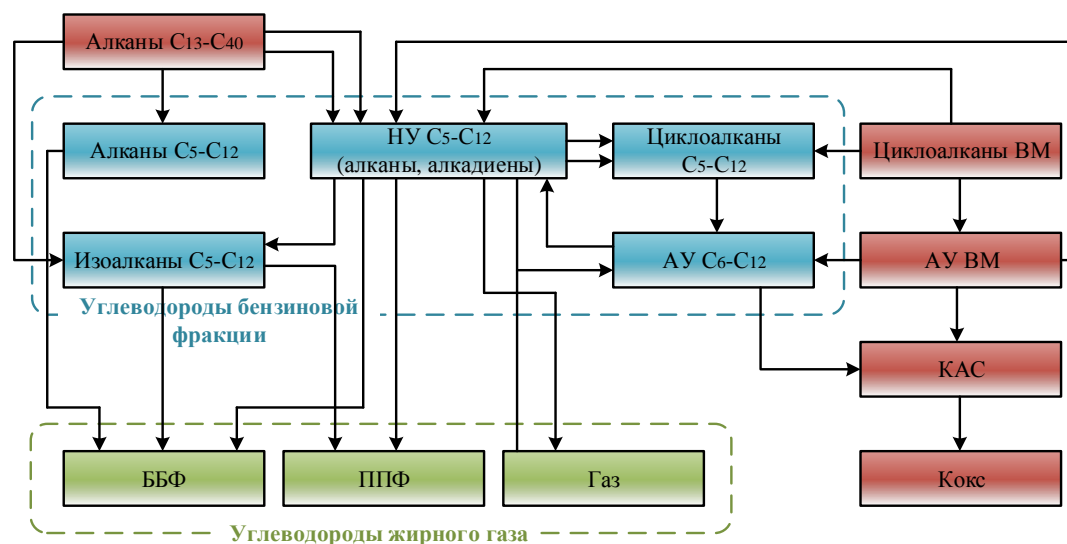 Алканы C13-C40
Алканы C5-C12
НУ C5-C12
(алканы, алкадиены)
Циклоалканы
C5-C12
Циклоалканы ВМ
Изоалканы C5-C12
АУ C6-C12
АУ ВМ
Углеводороды бензиновой
фракции
КАС
ББФ
ППФ
Газ
Кокс
Углеводороды жирного газа